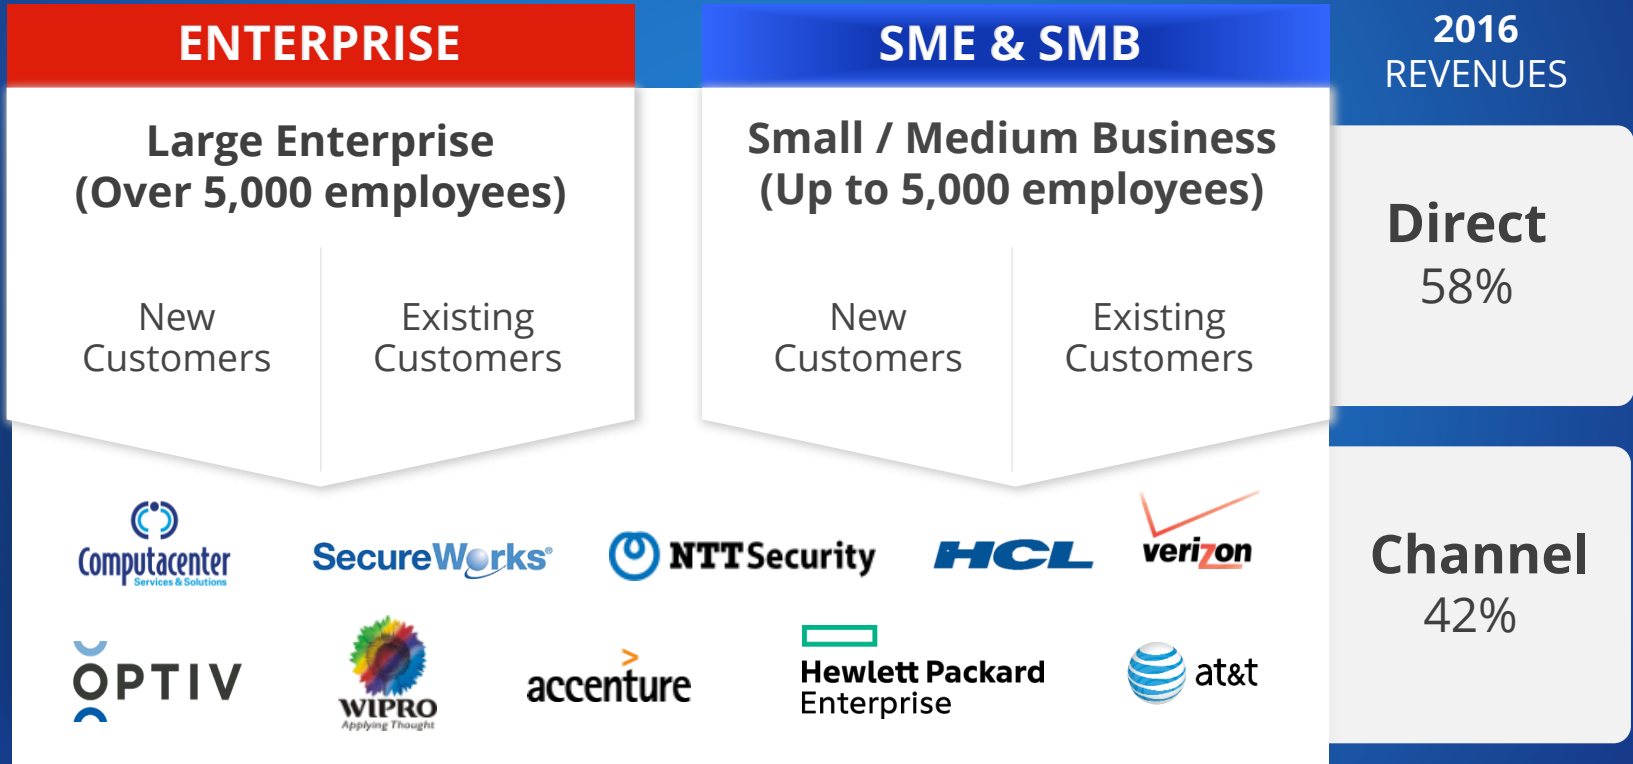 ENTERPRISE
SME & SMB
2016
REVENUES
Large Enterprise
(Over 5,000 employees)
New
Customers
Existing
Customers
Small / Medium Business
(Up to 5,000 employees)
New
Customers
Existing
Customers
Direct
58%
Computacenter
Services & Solutions
SecureWorks®
NTT Security
HCL
verizon
OPTIV
WIPRO
Applying Thought
accenture
Hewlett Packard
Enterprise
at&t
Channel
42%